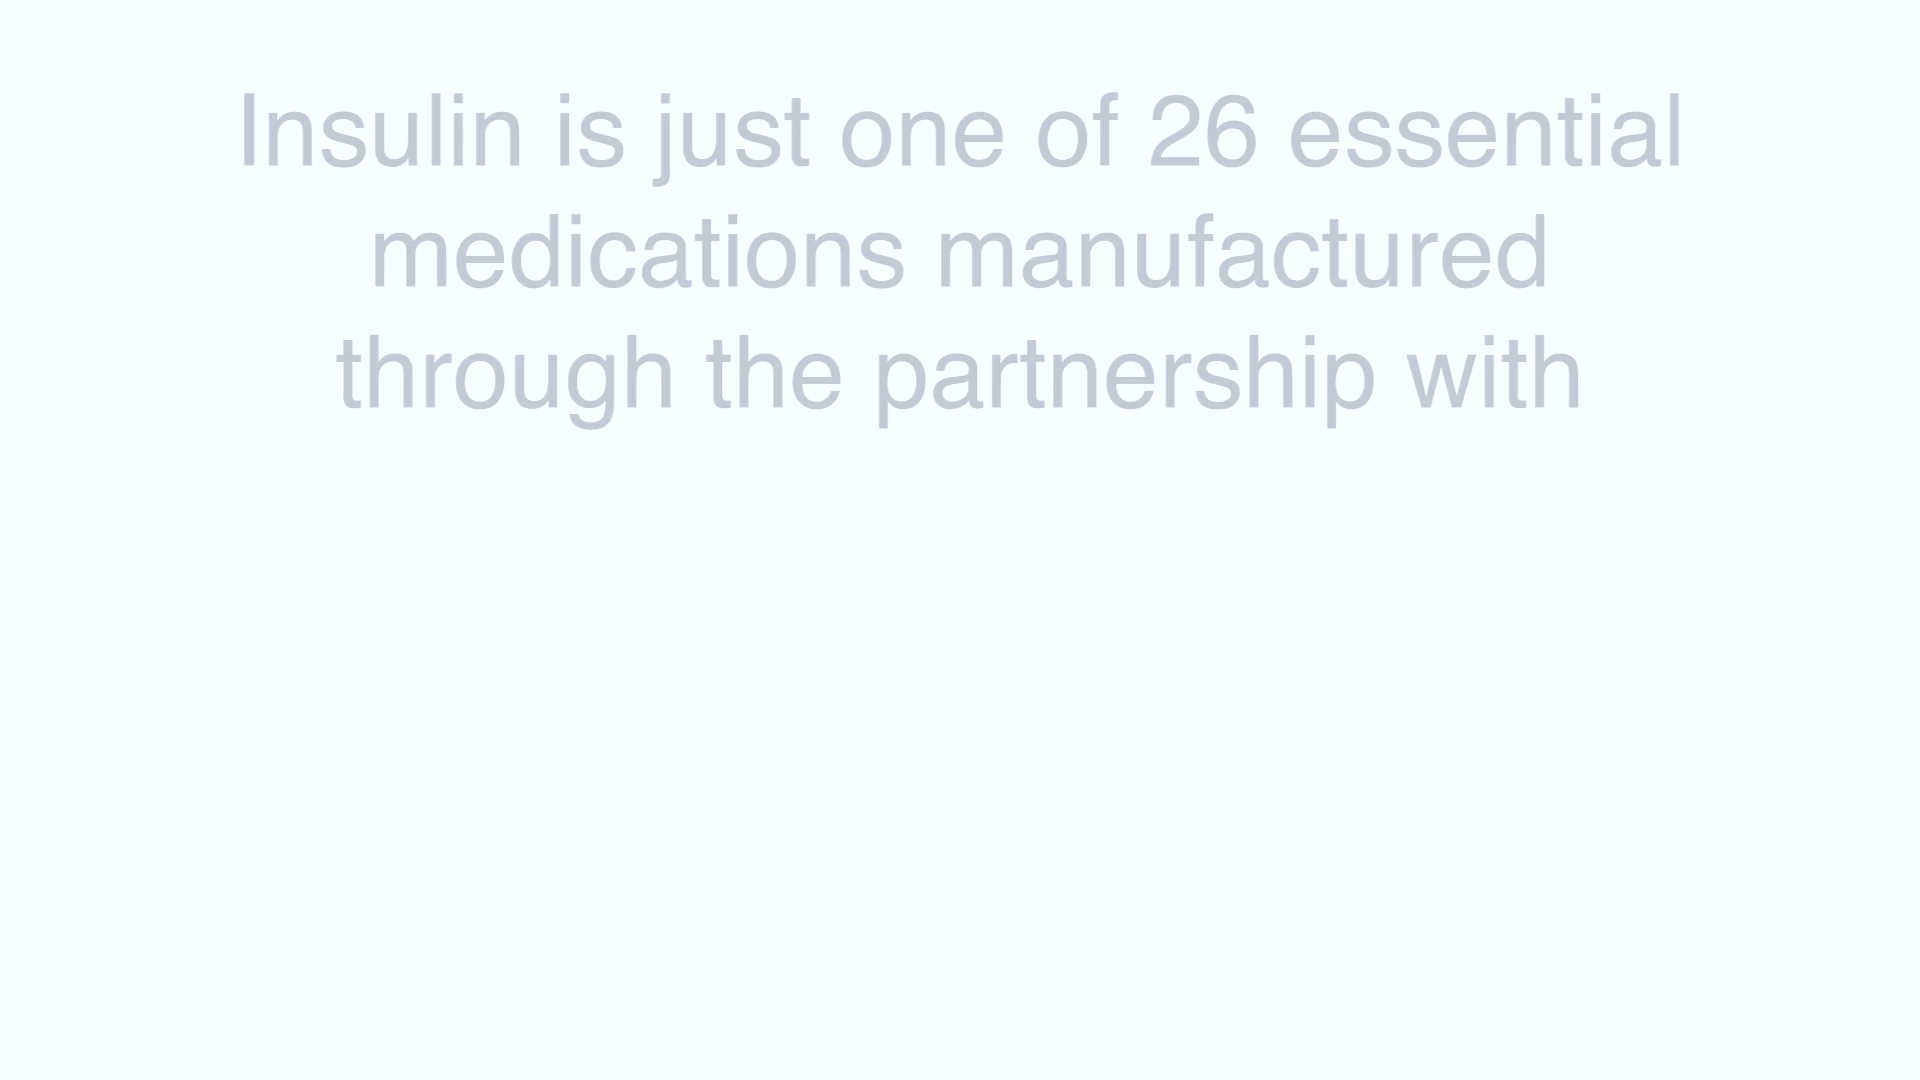 Insulin is just one of 26 essential
medications manufactured
through the partnership with